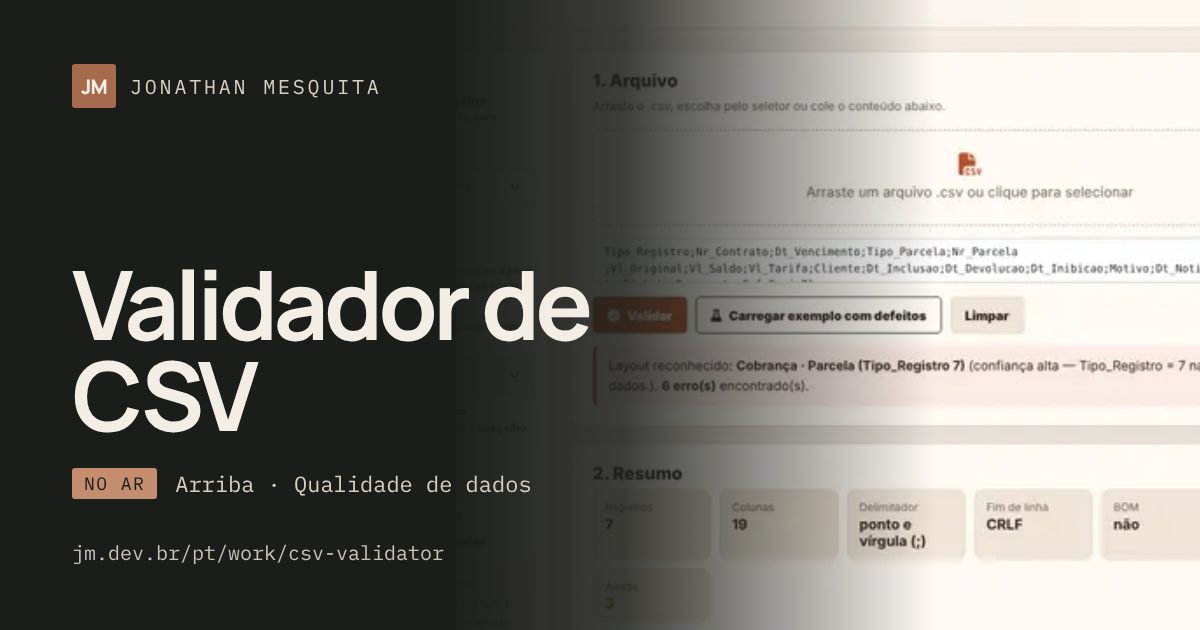 JM JONATHAN MESQUITA
Validador de
CSV
NO AR Arriba · Qualidade de dados
jm.dev.br/pt/work/csv-validator
1. Arquivo
Arraste o .csv, escolha pelo seletor ou cole o conteúdo abaixo.
CSV
Arraste um arquivo .csv ou clique para selecionar
Tipo_Registro;Nr_Contrato;Dt_Vencimento;Tipo_Parcela;Nr_Parcela
;Vl_Original;Vl_Saldo;Vl_Tarifa;Cliente;Dt_Inclusao;Dt_Devolucao;Dt_Inibicao;Motivo;Dt_Noti
Validar Carregar exemplo com defeitos Limpar
Layout reconhecido: Cobrança · Parcela (Tipo_Registro 7) (confiança alta — Tipo_Registro = 7 na
dados.). 6 erro(s) encontrado(s).
2. Resumo
Registros Colunas Delimitador Fim de linha BOM
7 19 ponto e CRLF não
vírgula (;)
Avisos
3